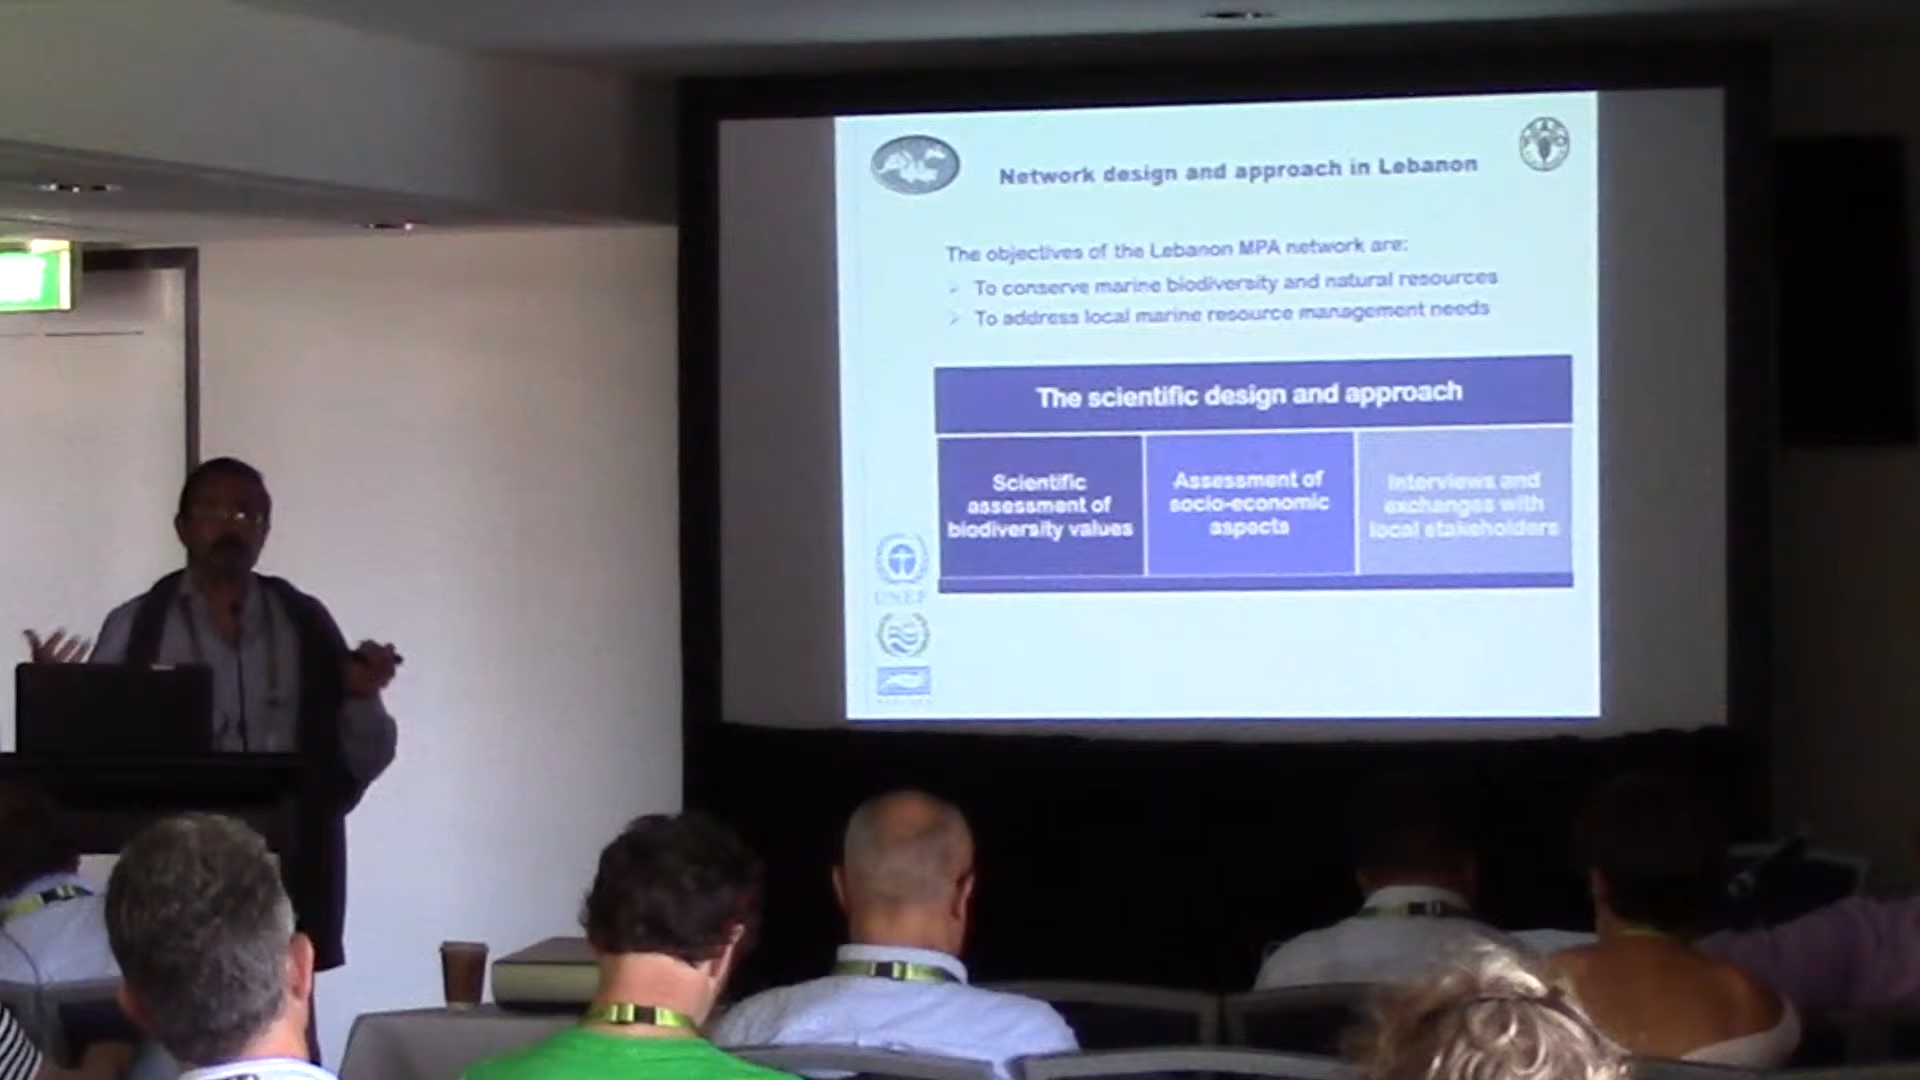 Network design and approach in Lebanon
The objectives of the Lebanon MPA network are:
To conserve marine biodiversity and natural resources
To address local marine resource management needs
The scientific design and approach
Scientific
assessment of
biodiversity values
Assessment of
socio-economic
aspects
Interviews and
exchanges with
local stakeholders
UNEP